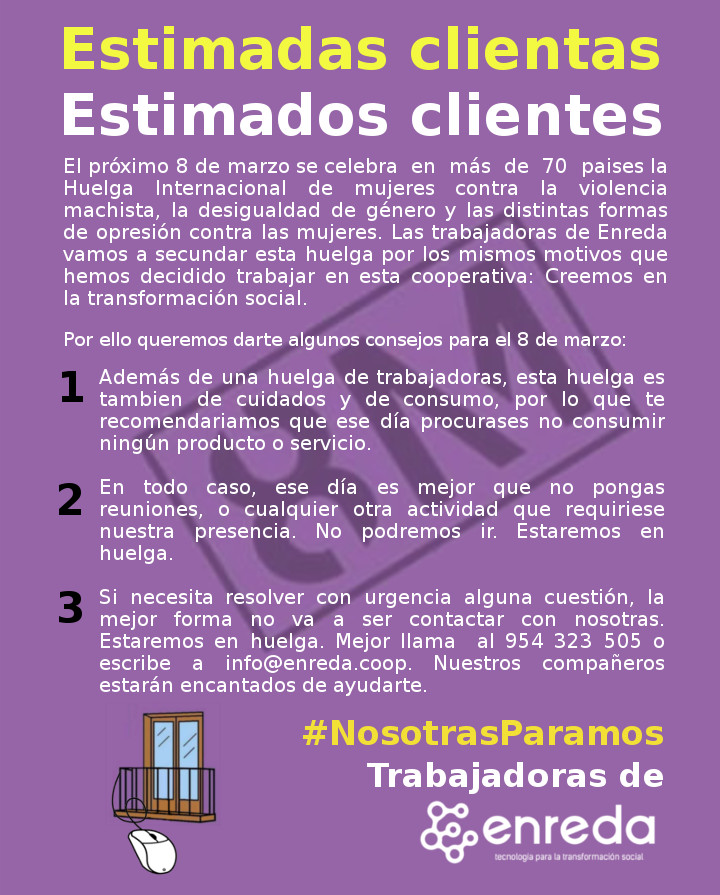 Estimadas clientas
Estimados clientes
El próximo 8 de marzo se celebra en más de 70 paises la
Huelga Internacional de mujeres contra la violencia
machista, la desigualdad de género y las distintas formas
de opresión contra las mujeres. Las trabajadoras de Enreda
vamos a secundar esta huelga por los mismos motivos que
hemos decidido trabajar en esta cooperativa: Creemos en
la transformación social.
Por ello queremos darte algunos consejos para el 8 de marzo:
1 Además de una huelga de trabajadoras, esta huelga es
tambien de cuidados y de consumo, por lo que te
recomendariamos que ese día procurases no consumir
ningún producto o servicio.
2 En todo caso, ese día es mejor que no pongas
reuniones, o cualquier otra actividad que requiriese
nuestra presencia. No podremos ir. Estaremos en
huelga.
3 Si necesita resolver con urgencia alguna cuestión, la
mejor forma no va a ser contactar con nosotras.
Estaremos en huelga. Mejor llama al 954 323 505 o
escribe a info@enreda.coop. Nuestros compañeros
estarán encantados de ayudarte.
8M
#NosotrasParamos
Trabajadoras de
enreda
tecnología para la transformación social